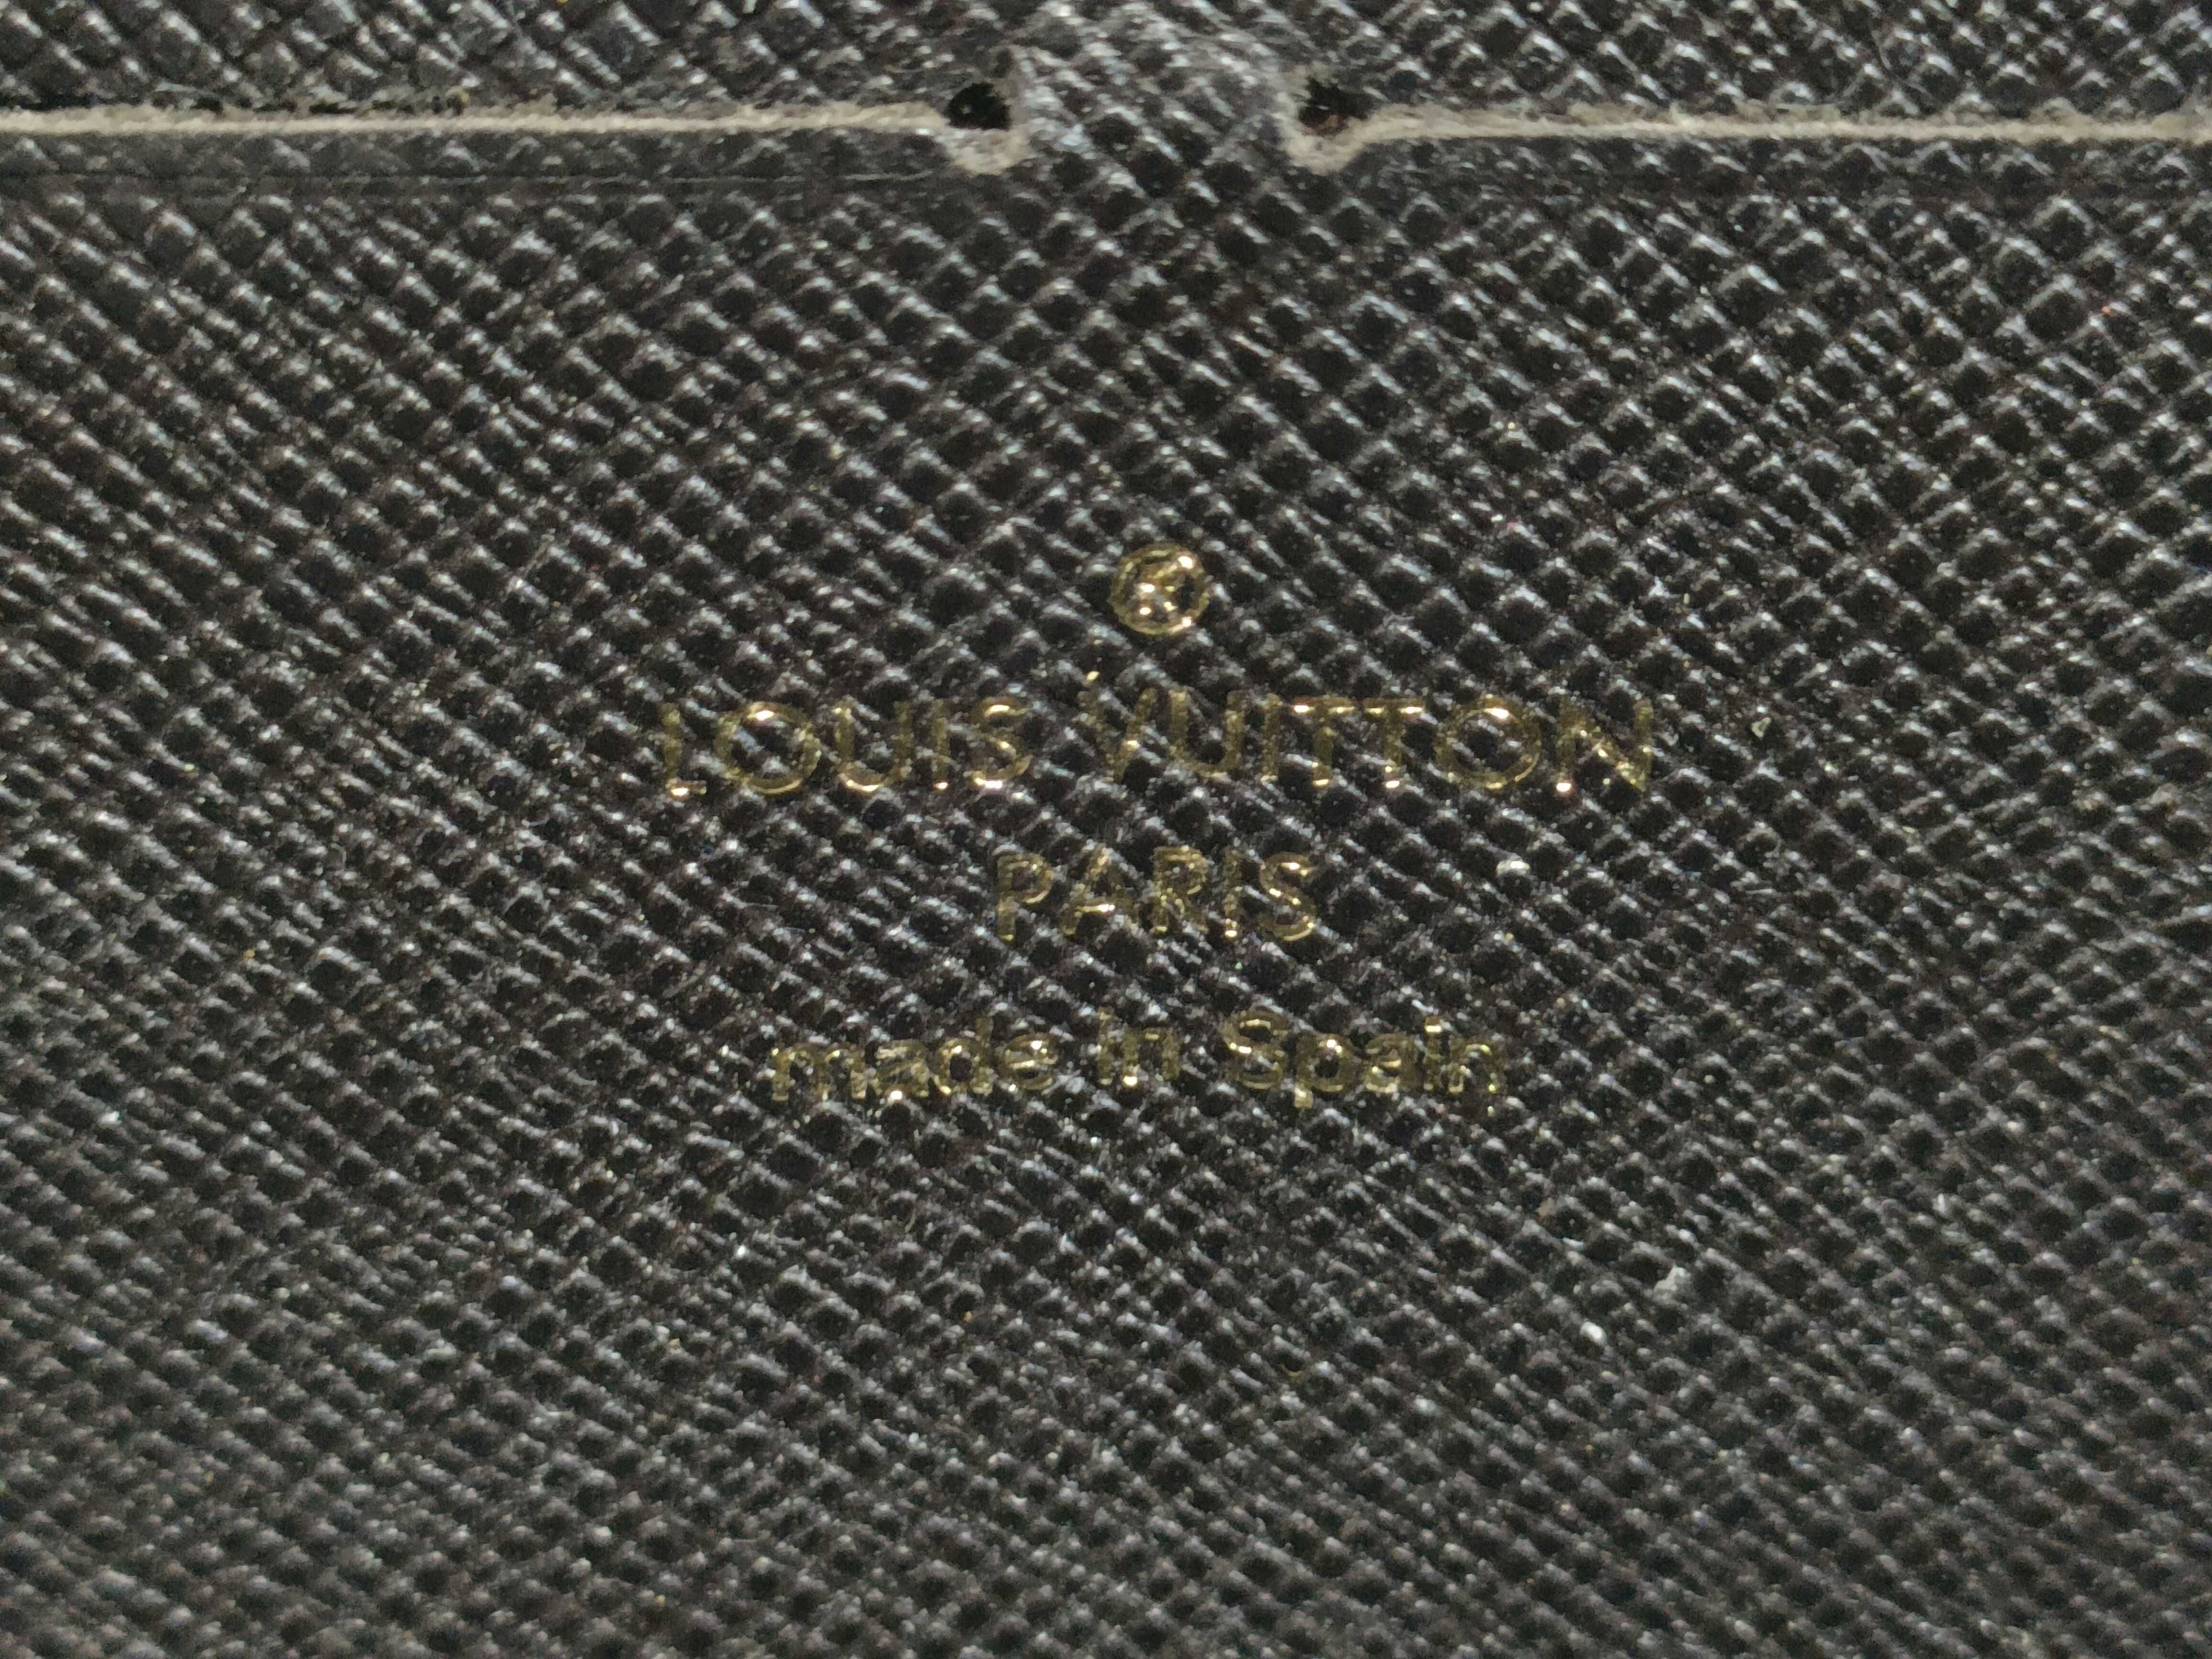 ®
LOUIS VUITTON
PARIS
made in Spain